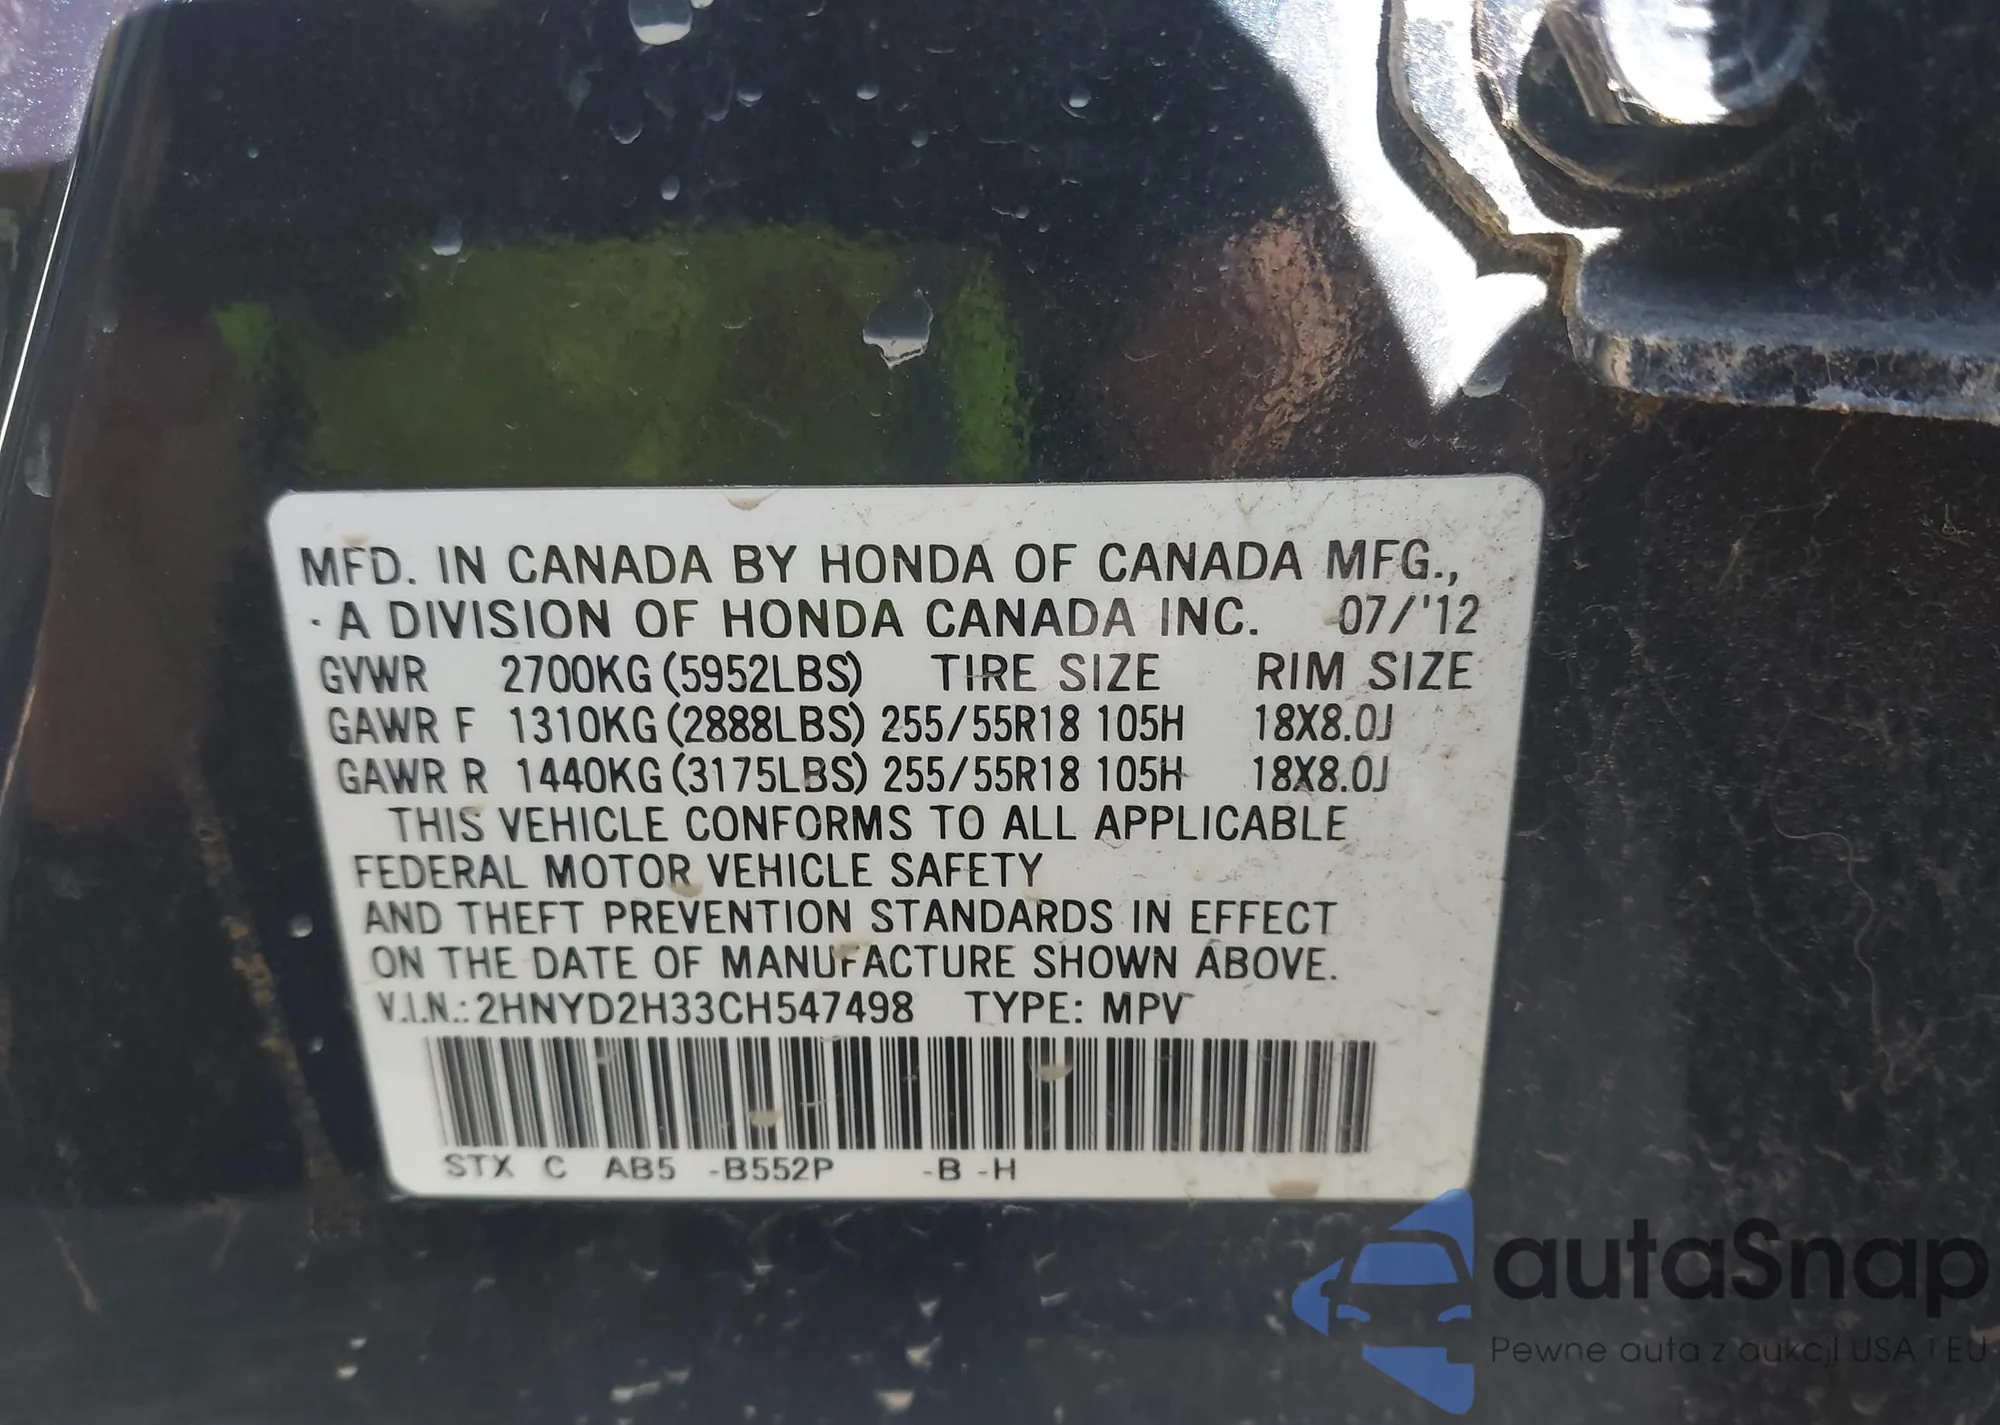 MFD. IN CANADA BY HONDA OF CANADA MFG.,
A DIVISION OF HONDA CANADA INC. 07/'12
GVWR 2700KG (5952LBS) TIRE SIZE RIM SIZE
GAWR F 1310KG (2888LBS) 255/55R18 105H 18X8.0J
GAWR R 1440KG (3175LBS) 255/55R18 105H 18X8.0J
THIS VEHICLE CONFORMS TO ALL APPLICABLE
FEDERAL MOTOR VEHICLE SAFETY
AND THEFT PREVENTION STANDARDS IN EFFECT
ON THE DATE OF MANUFACTURE SHOWN ABOVE.
V.I.N.: 2HNYD2H33CH547498 TYPE: MPV
STX C AB5 -B552P -B -H
autaSnap
Pewne auta z aukcji USA i EU